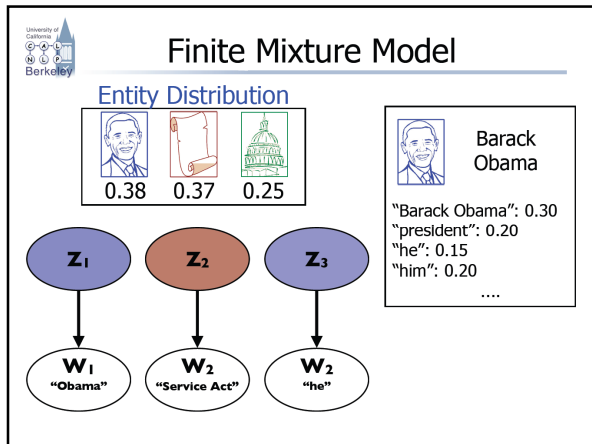 University of
California
C A L
N L P
Berkeley
Finite Mixture Model
Entity Distribution
0.38 0.37 0.25
Barack
Obama
“Barack Obama”: 0.30
“president”: 0.20
“he”: 0.15
“him”: 0.20
....
Z1 Z2 Z3
W1 W2 W2
“Obama” “Service Act” “he”